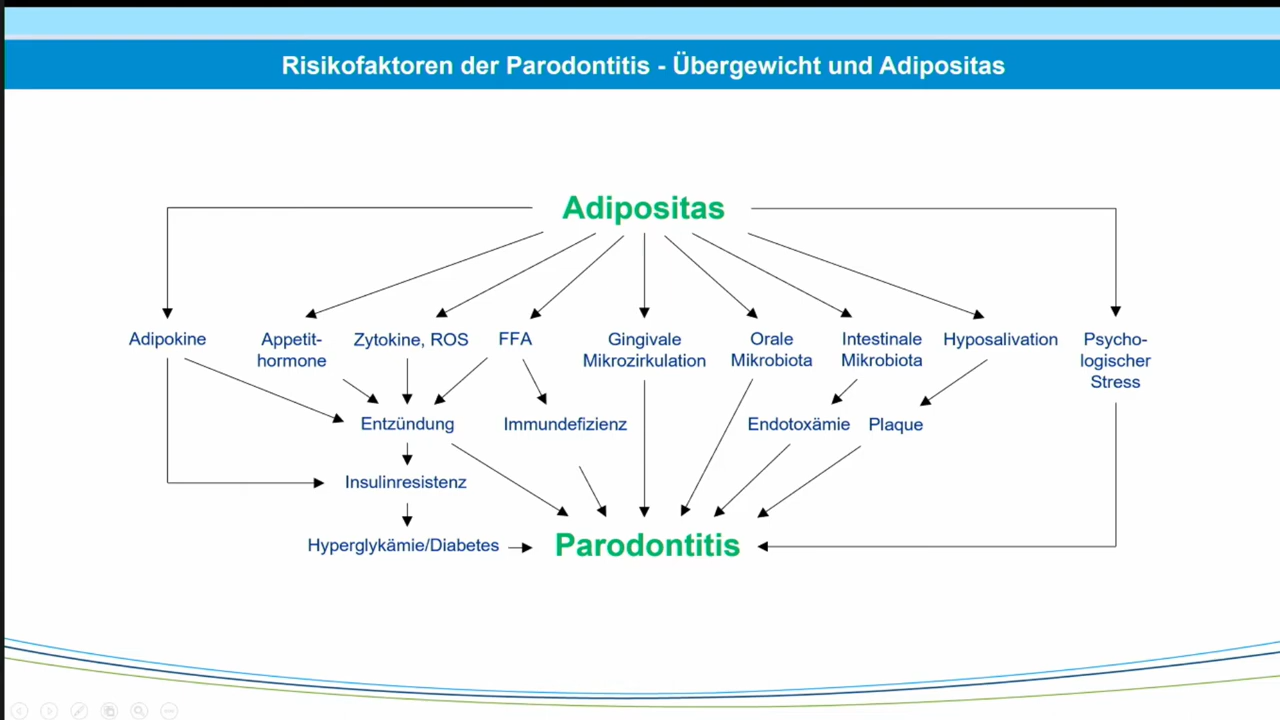 Risikofaktoren der Parodontitis - Übergewicht und Adipositas
Adipositas
Adipokine
Appetit-
hormone
Zytokine, ROS
FFA
Gingivale
Mikrozirkulation
Orale
Mikrobiota
Intestinale
Mikrobiota
Hyposalivation
Psycho-
logischer
Stress
Entzündung
Immundefizienz
Endotoxämie
Plaque
Insulinresistenz
Hyperglykämie/Diabetes
Parodontitis